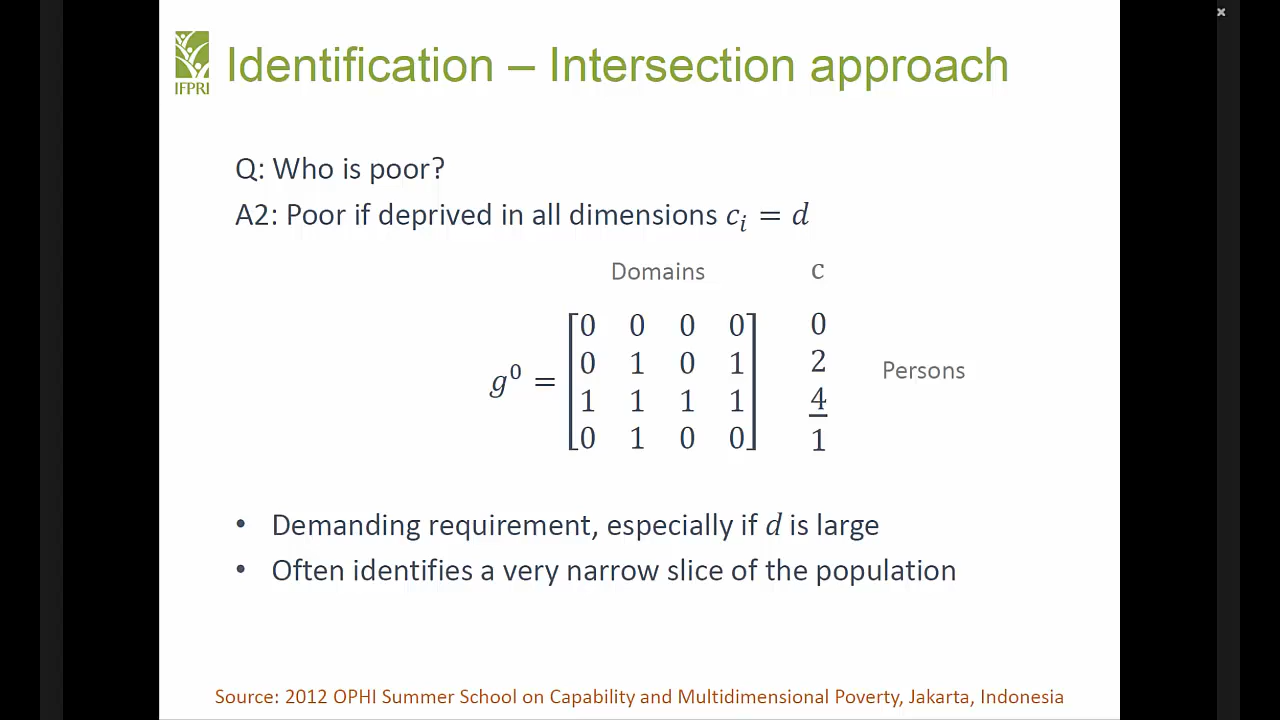 IFPRI
Identification – Intersection approach
Q: Who is poor?
A2: Poor if deprived in all dimensions cᵢ = d
Domains c
0 0 0 0 0
0 1 0 1 2
g⁰ = Persons
1 1 1 1 4
0 1 0 0 1
• Demanding requirement, especially if d is large
• Often identifies a very narrow slice of the population
Source: 2012 OPHI Summer School on Capability and Multidimensional Poverty, Jakarta, Indonesia